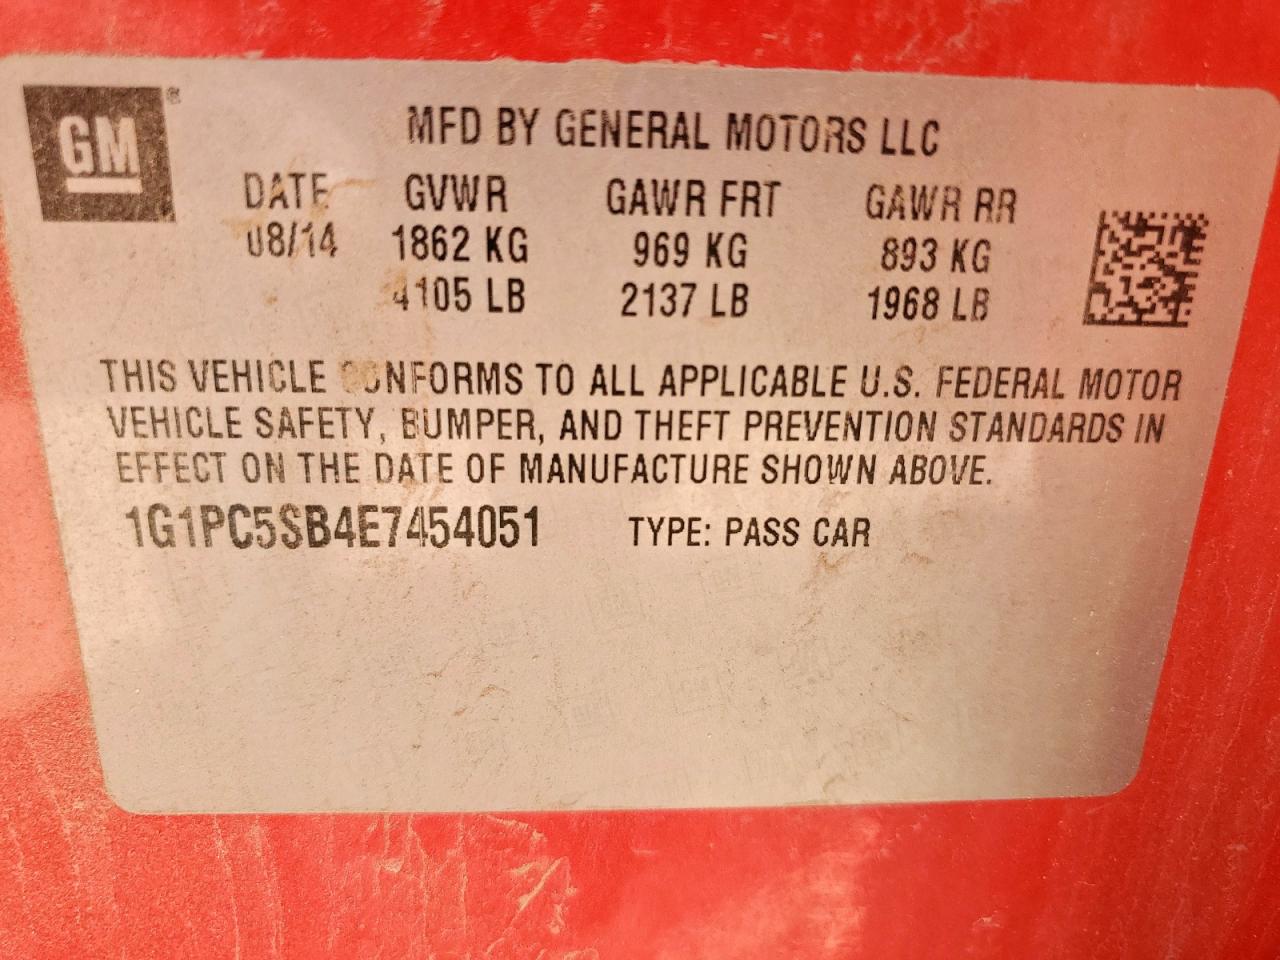 GM ®
MFD BY GENERAL MOTORS LLC
DATE GVWR GAWR FRT GAWR RR
08/14 1862 KG 969 KG 893 KG
4105 LB 2137 LB 1968 LB
THIS VEHICLE CONFORMS TO ALL APPLICABLE U.S. FEDERAL MOTOR
VEHICLE SAFETY, BUMPER, AND THEFT PREVENTION STANDARDS IN
EFFECT ON THE DATE OF MANUFACTURE SHOWN ABOVE.
1G1PC5SB4E7454051 TYPE: PASS CAR